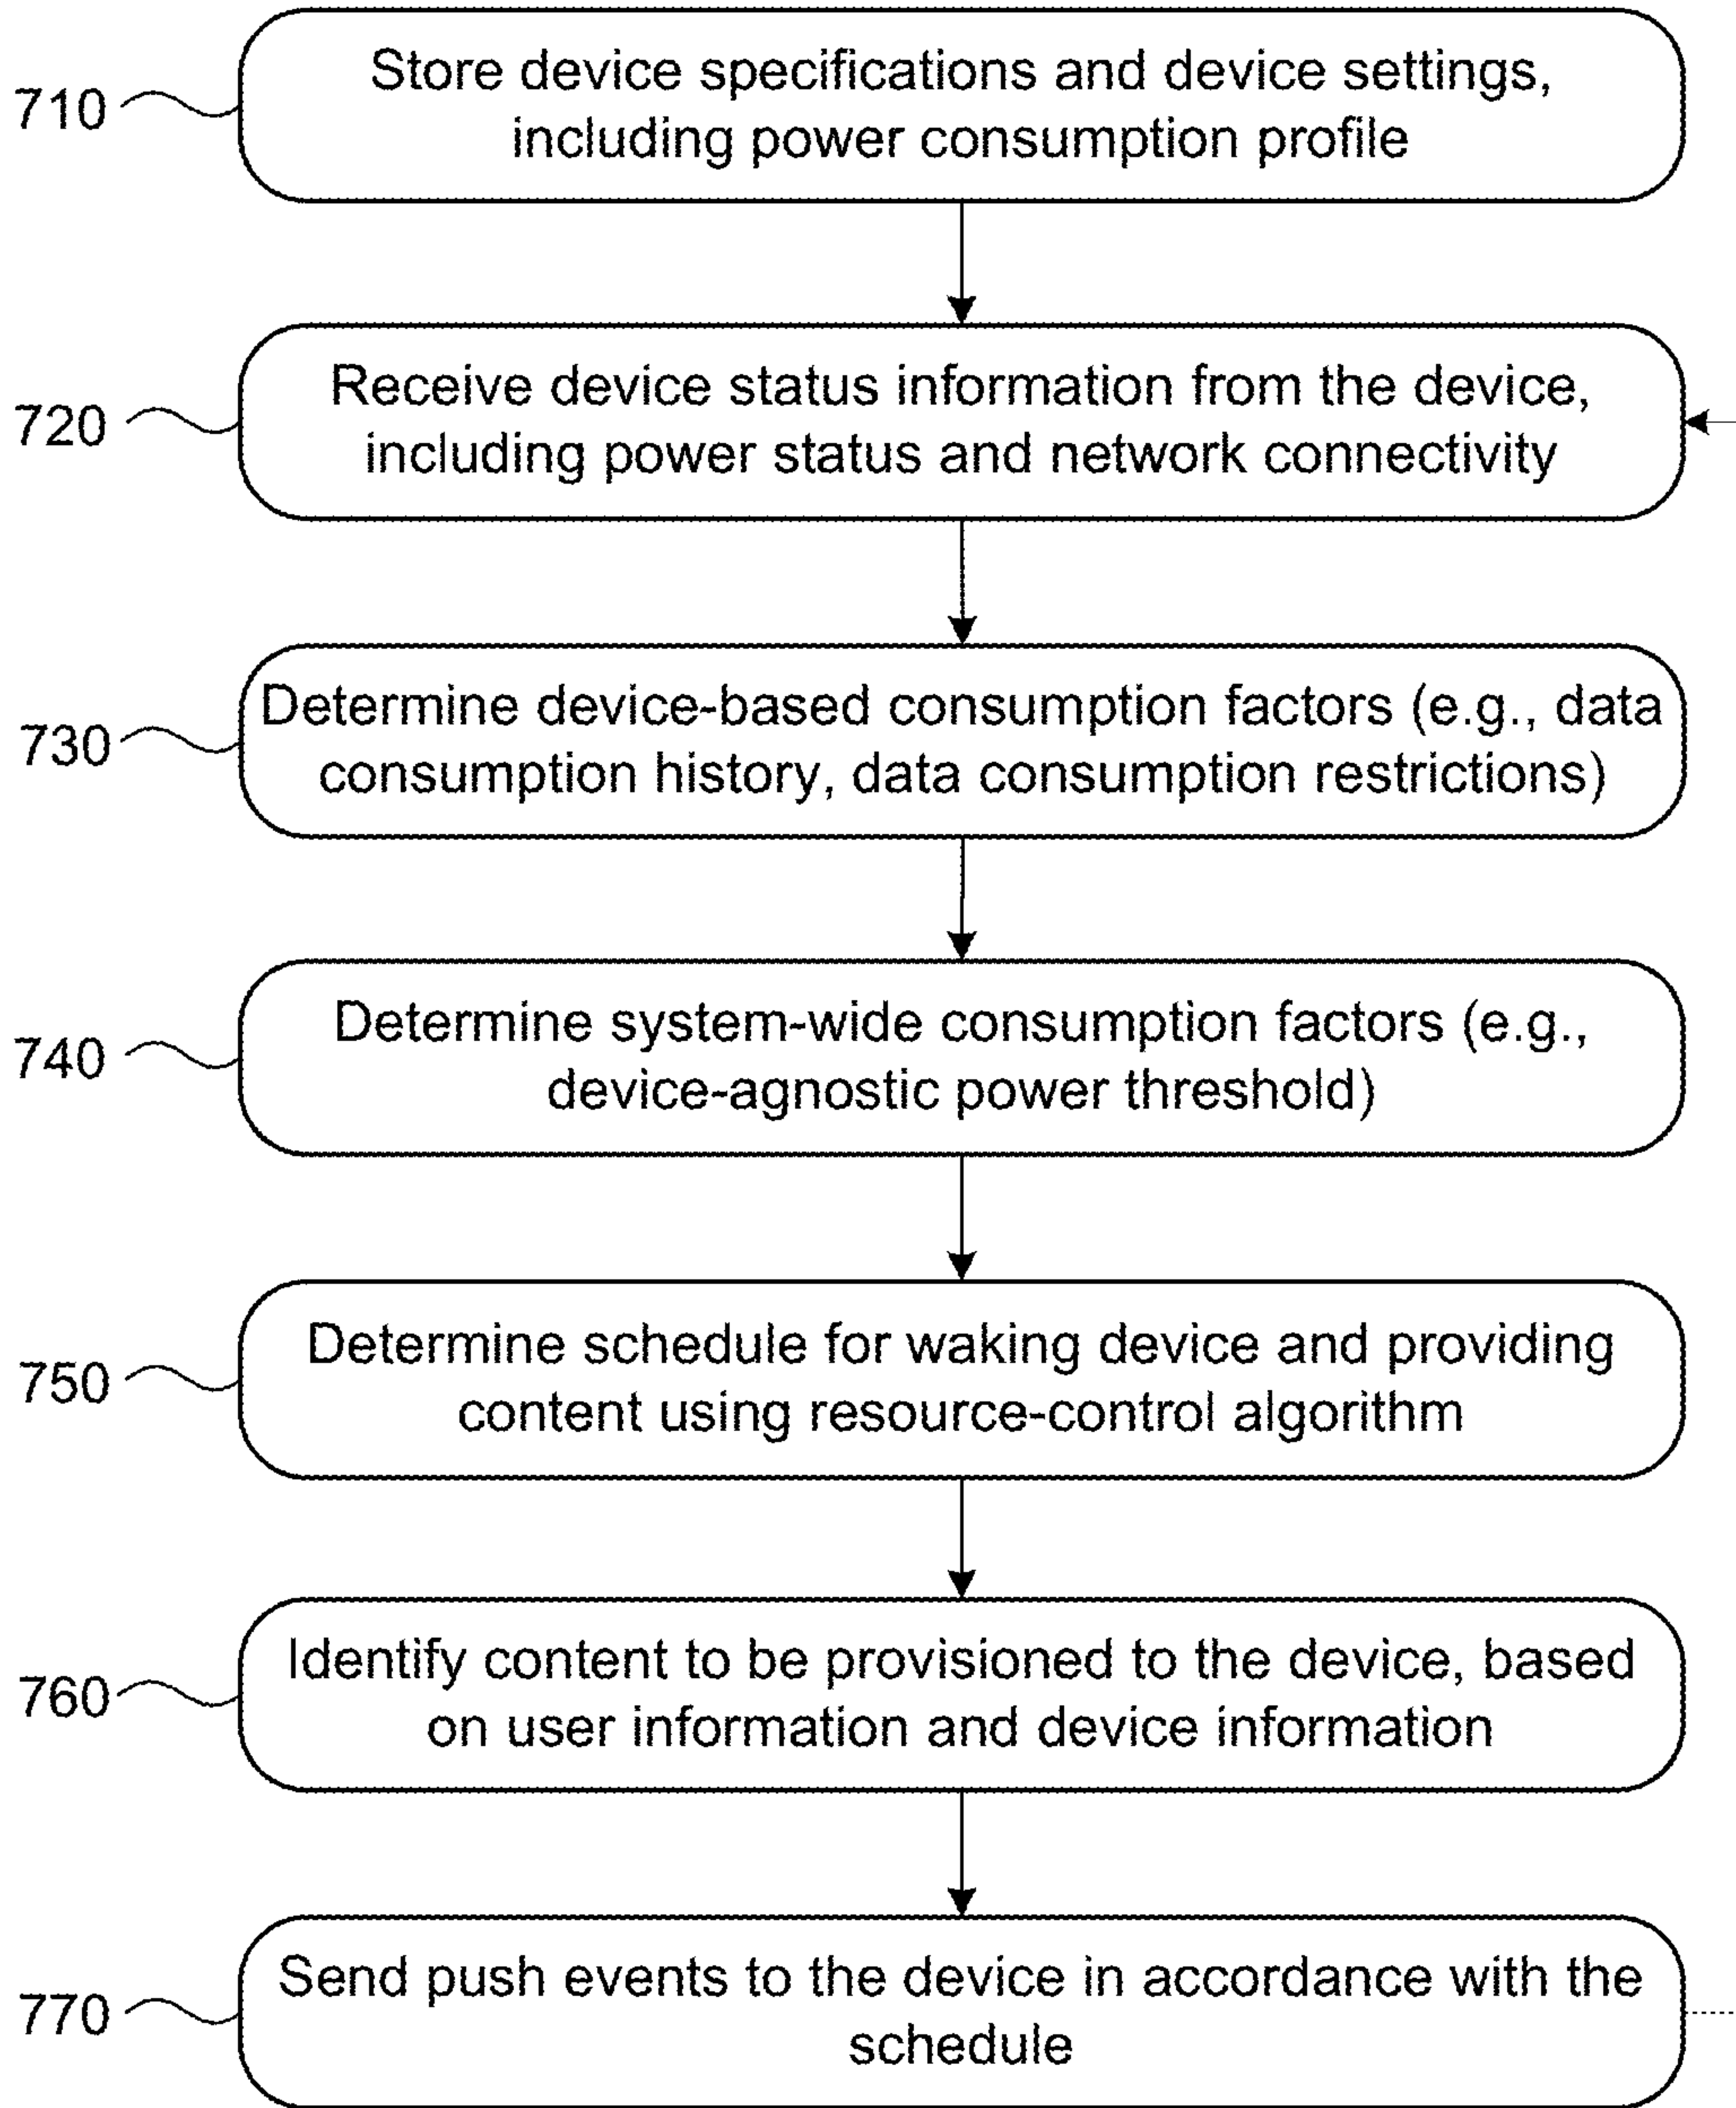 710
Store device specifications and device settings,
including power consumption profile
720
Receive device status information from the device,
including power status and network connectivity
730
Determine device-based consumption factors (e.g., data
consumption history, data consumption restrictions)
740
Determine system-wide consumption factors (e.g.,
device-agnostic power threshold)
750
Determine schedule for waking device and providing
content using resource-control algorithm
760
Identify content to be provisioned to the device, based
on user information and device information
770
Send push events to the device in accordance with the
schedule